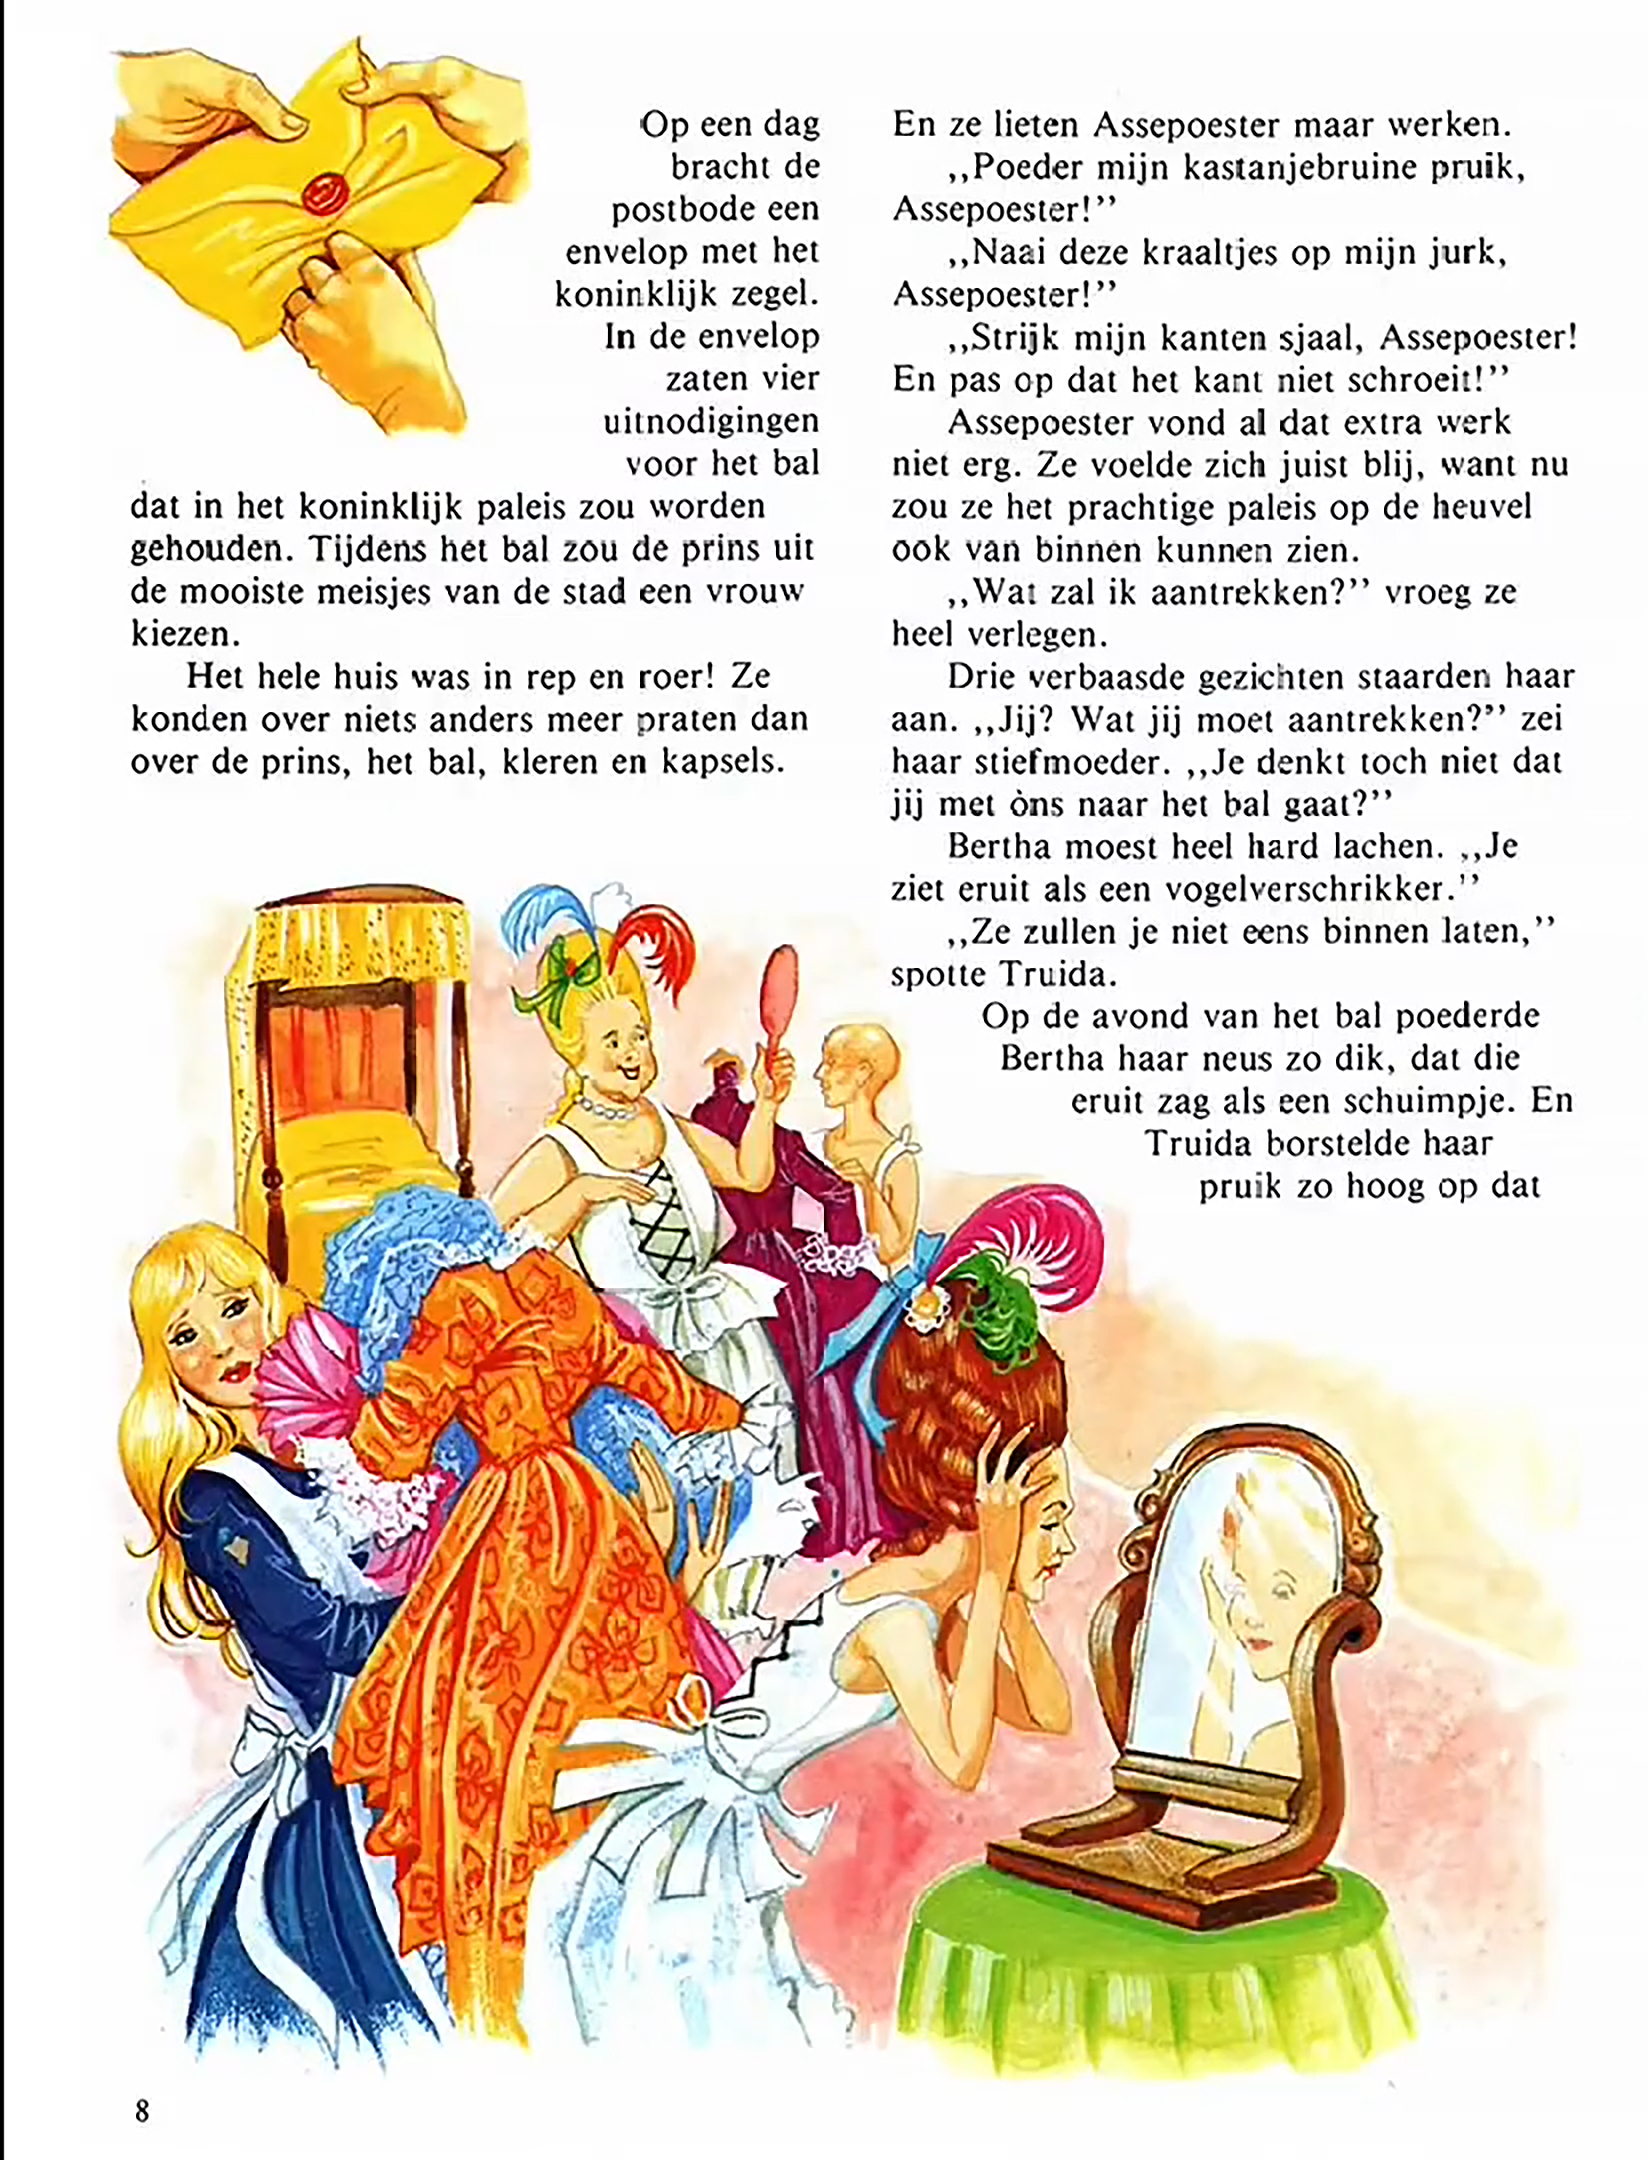 Op een dag
bracht de
postbode een
envelop met het
koninklijk zegel.
In de envelop
zaten vier
uitnodigingen
voor het bal
dat in het koninklijk paleis zou worden
gehouden. Tijdens het bal zou de prins uit
de mooiste meisjes van de stad een vrouw
kiezen.
Het hele huis was in rep en roer! Ze
konden over niets anders meer praten dan
over de prins, het bal, kleren en kapsels.
En ze lieten Assepoester maar werken.
,,Poeder mijn kastanjebruine pruik,
Assepoester!”
,,Naai deze kraaltjes op mijn jurk,
Assepoester!”
,,Strijk mijn kanten sjaal, Assepoester!
En pas op dat het kant niet schroeit!”
Assepoester vond al dat extra werk
niet erg. Ze voelde zich juist blij, want nu
zou ze het prachtige paleis op de heuvel
ook van binnen kunnen zien.
,,Wat zal ik aantrekken?” vroeg ze
heel verlegen.
Drie verbaasde gezichten staarden haar
aan. ,,Jij? Wat jij moet aantrekken?” zei
haar stiefmoeder. ,,Je denkt toch niet dat
jij met òns naar het bal gaat?”
Bertha moest heel hard lachen. ,,Je
ziet eruit als een vogelverschrikker.”
,,Ze zullen je niet eens binnen laten,”
spotte Truida.
Op de avond van het bal poederde
Bertha haar neus zo dik, dat die
eruit zag als een schuimpje. En
Truida borstelde haar
pruik zo hoog op dat
8